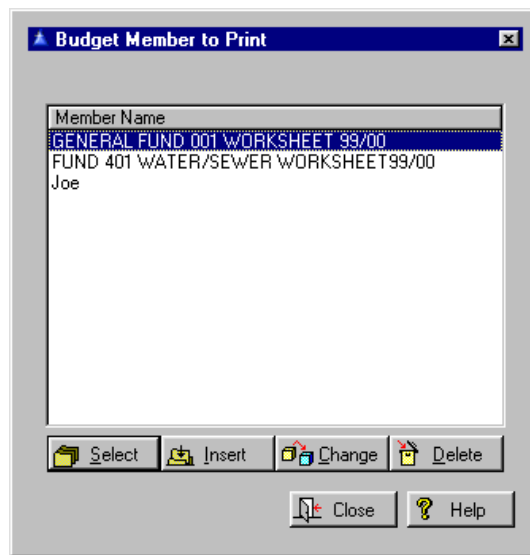 Budget Member to Print
Member Name
GENERAL FUND 001 WORKSHEET 99/00
FUND 401 WATER/SEWER WORKSHEET99/00
Joe
Select Insert Change Delete
Close Help